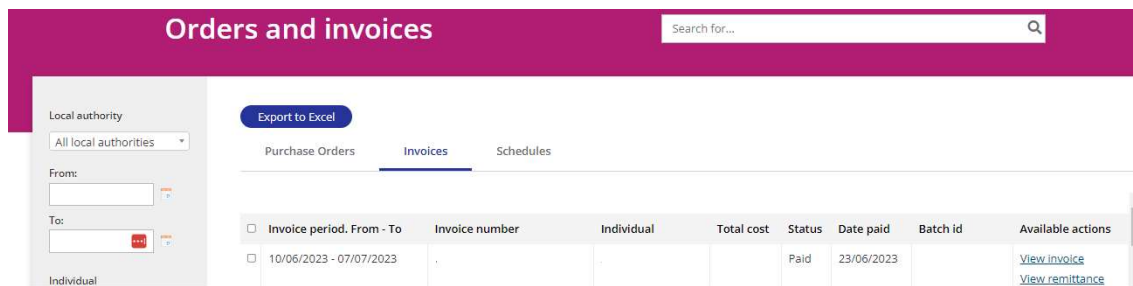 Orders and invoices
Search for...
Local authority
All local authorities
From:
To:
Individual
Export to Excel
Purchase Orders Invoices Schedules
Invoice period. From - To Invoice number Individual Total cost Status Date paid Batch id Available actions
10/06/2023 - 07/07/2023 Paid 23/06/2023 View invoice
View remittance